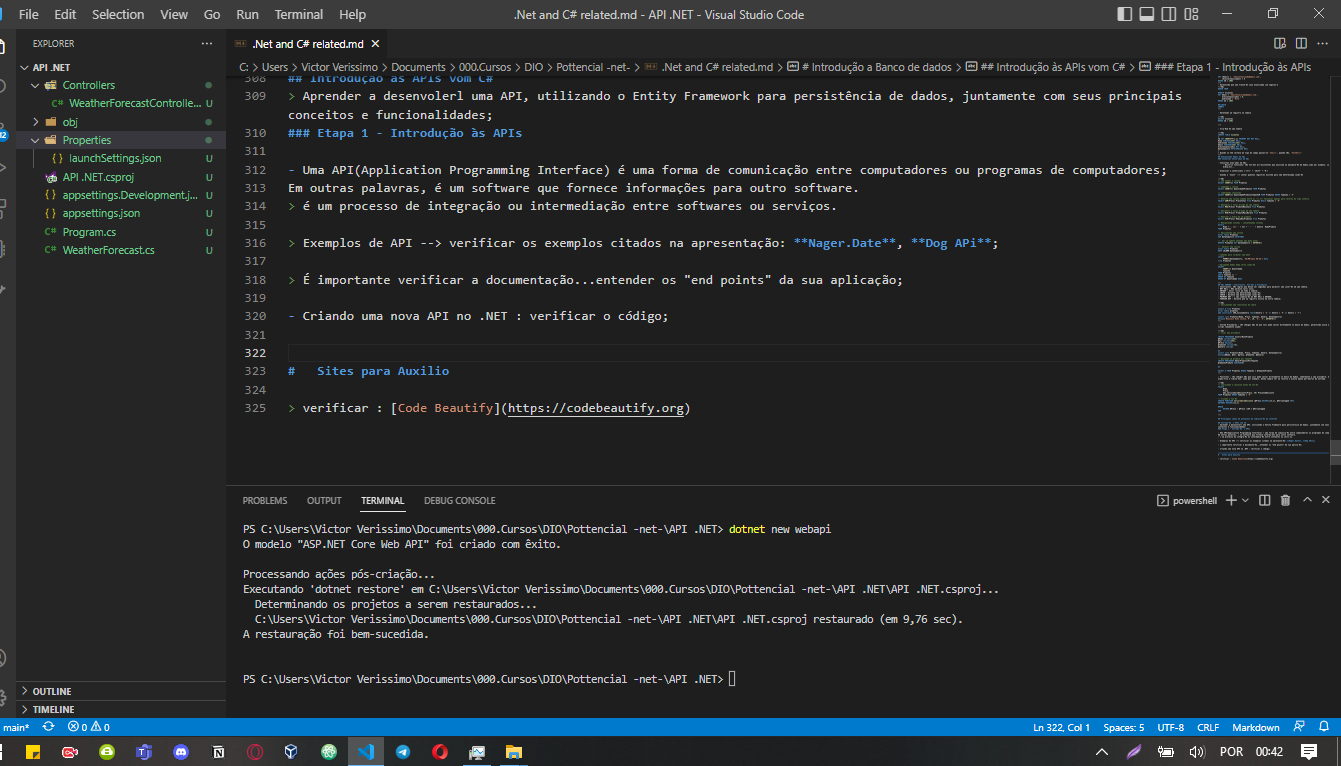 File Edit Selection View Go Run Terminal Help .Net and C# related.md - API .NET - Visual Studio Code
EXPLORER ···
.Net and C# related.md
C: > Users > Victor Verissimo > Documents > 000.Cursos > DIO > Pottencial -net- > .Net and C# related.md > # Introdução a Banco de dados > ## Introdução às APIs vom C# > ### Etapa 1 - Introdução às APIs
API .NET
Controllers
WeatherForecastControlle... U
obj
Properties
launchSettings.json U
API .NET.csproj U
appsettings.Development.j... U
appsettings.json U
Program.cs U
WeatherForecast.cs U
OUTLINE
TIMELINE
308 ## Introdução às APIs vom C#
309 > Aprender a desenvolerl uma API, utilizando o Entity Framework para persistência de dados, juntamente com seus principais
conceitos e funcionalidades;
310 ### Etapa 1 - Introdução às APIs
311
312 - Uma API(Application Programming Interface) é uma forma de comunicação entre computadores ou programas de computadores;
313 Em outras palavras, é um software que fornece informações para outro software.
314 > é um processo de integração ou intermediação entre softwares ou serviços.
315
316 > Exemplos de API --> verificar os exemplos citados na apresentação: **Nager.Date**, **Dog APi**;
317
318 > É importante verificar a documentação...entender os "end points" da sua aplicação;
319
320 - Criando uma nova API no .NET : verificar o código;
321
322
323 #   Sites para Auxilio
324
325 > verificar : [Code Beautify](https://codebeautify.org)
PROBLEMS OUTPUT TERMINAL DEBUG CONSOLE powershell
PS C:\Users\Victor Verissimo\Documents\000.Cursos\DIO\Pottencial -net-\API .NET> dotnet new webapi
O modelo "ASP.NET Core Web API" foi criado com êxito.
Processando ações pós-criação...
Executando 'dotnet restore' em C:\Users\Victor Verissimo\Documents\000.Cursos\DIO\Pottencial -net-\API .NET\API .NET.csproj...
  Determinando os projetos a serem restaurados...
  C:\Users\Victor Verissimo\Documents\000.Cursos\DIO\Pottencial -net-\API .NET\API .NET.csproj restaurado (em 9,76 sec).
A restauração foi bem-sucedida.
PS C:\Users\Victor Verissimo\Documents\000.Cursos\DIO\Pottencial -net-\API .NET>
main* 0 0 Ln 322, Col 1 Spaces: 5 UTF-8 CRLF Markdown
POR 00:42